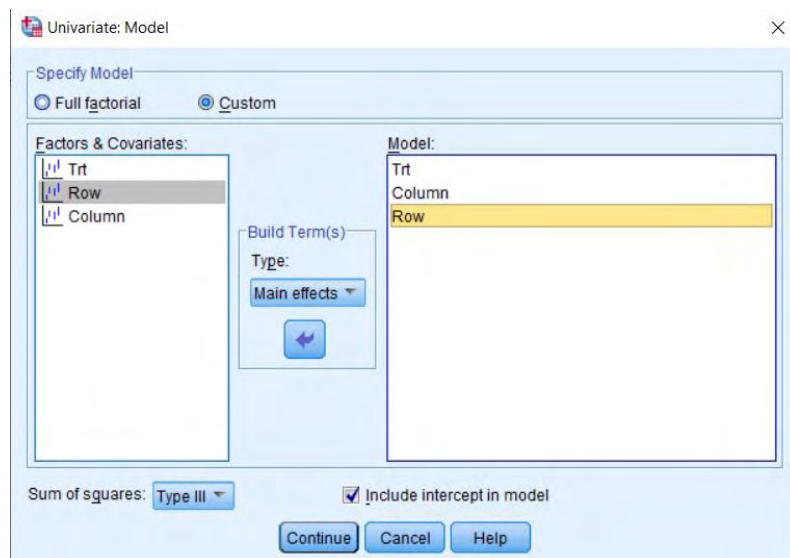 Univariate: Model
Specify Model
Full factorial
Custom
Factors & Covariates:
Trt
Row
Column
Build Term(s)
Type:
Main effects
Model:
Trt
Column
Row
Sum of squares: Type III
Include intercept in model
Continue Cancel Help